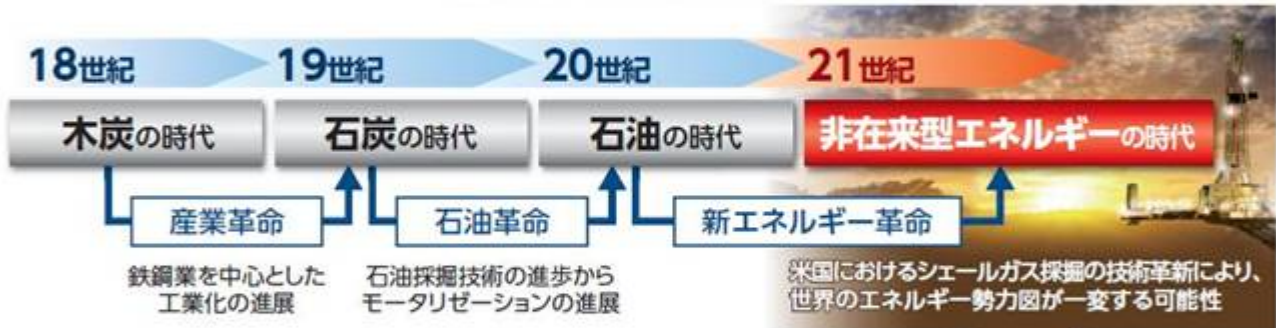 18世紀
19世紀
20世紀
21世紀
木炭の時代
石炭の時代
石油の時代
非在来型エネルギーの時代
産業革命
石油革命
新エネルギー革命
鉄鋼業を中心とした
工業化の進展
石油採掘技術の進歩から
モータリゼーションの進展
米国におけるシェールガス採掘の技術革新により、
世界のエネルギー勢力図が一変する可能性